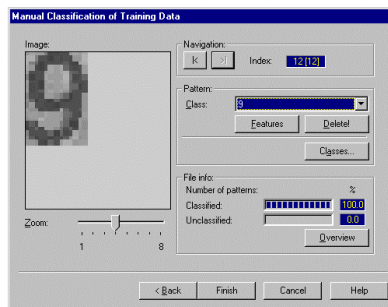 Manual Classification of Training Data
Image:
Navigation:
Index: 12 [12]
Pattern:
Class: 9
Features Delete!
Classes...
File info:
Number of patterns: %
Classified: 100.0
Unclassified: 0.0
Overview
Zoom:
1 8
< Back Finish Cancel Help